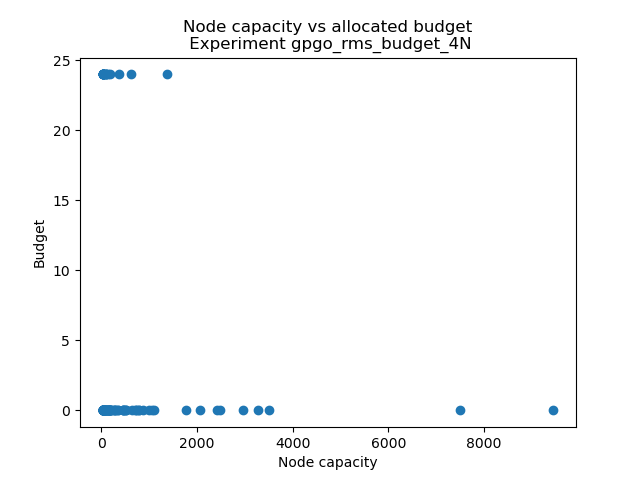 Node capacity vs allocated budget
Experiment gpgo_rms_budget_4N
25
20
15
10
5
0
Budget
0 2000 4000 6000 8000
Node capacity